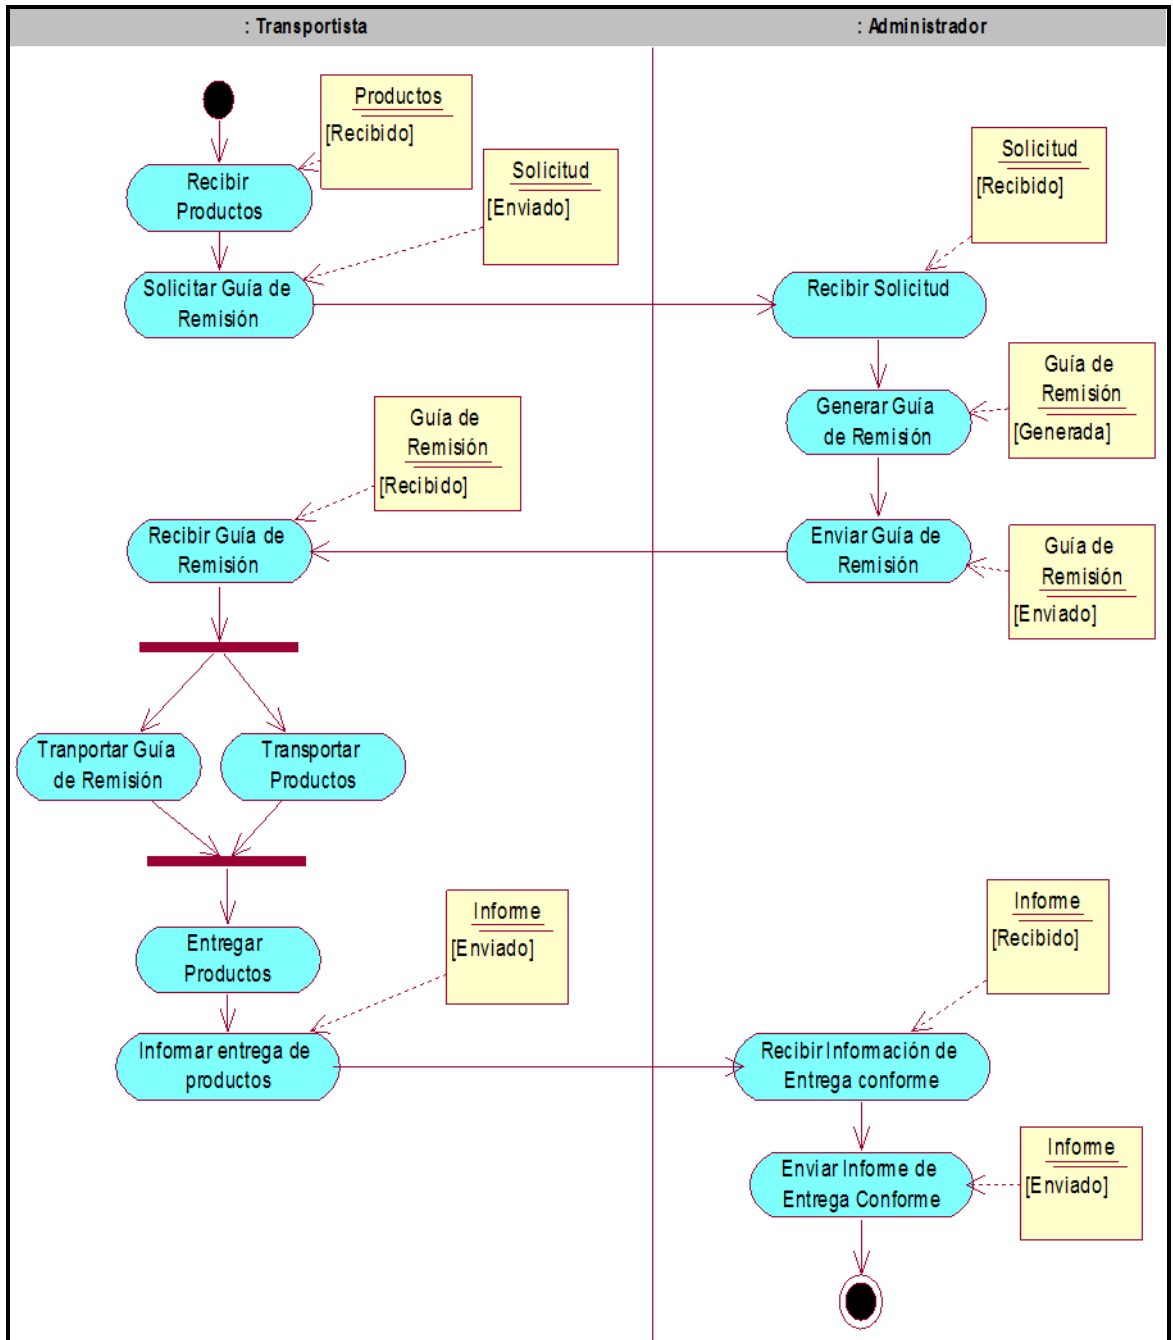 : Transportista
: Administrador
Productos
[Recibido]
Recibir
Productos
Solicitud
[Enviado]
Solicitud
[Recibido]
Solicitar Guía de
Remisión
Recibir Solicitud
Guía de
Remisión
[Generada]
Generar Guía
de Remisión
Guía de
Remisión
[Recibido]
Recibir Guía de
Remisión
Enviar Guía de
Remisión
Guía de
Remisión
[Enviado]
Tranportar Guía
de Remisión
Transportar
Productos
Entregar
Productos
Informe
[Enviado]
Informe
[Recibido]
Informar entrega de
productos
Recibir Información de
Entrega conforme
Enviar Informe de
Entrega Conforme
Informe
[Enviado]